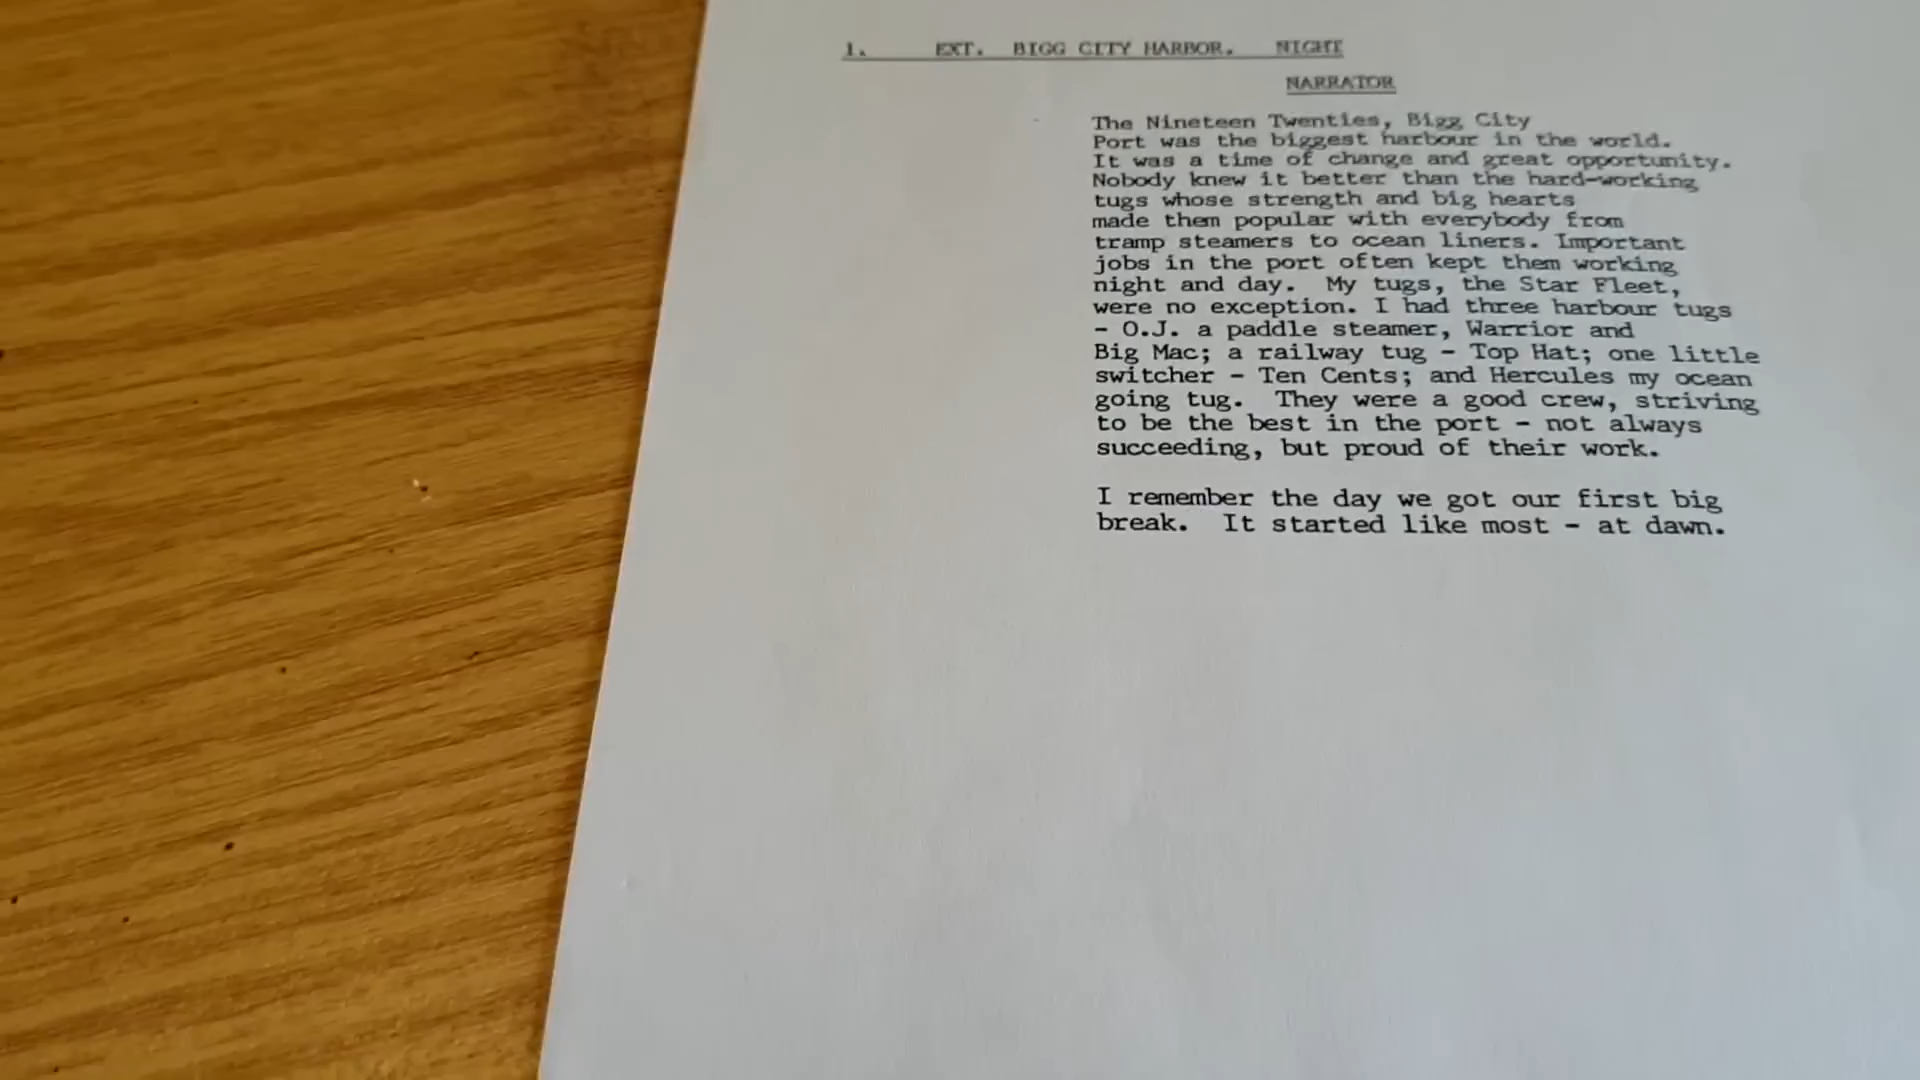 1. EXT. BIGG CITY HARBOR. NIGHT
NARRATOR
The Nineteen Twenties, Bigg City
Port was the biggest harbour in the world.
It was a time of change and great opportunity.
Nobody knew it better than the hard-working
tugs whose strength and big hearts
made them popular with everybody from
tramp steamers to ocean liners. Important
jobs in the port often kept them working
night and day. My tugs, the Star Fleet,
were no exception. I had three harbour tugs
- O.J. a paddle steamer, Warrior and
Big Mac; a railway tug - Top Hat; one little
switcher - Ten Cents; and Hercules my ocean
going tug. They were a good crew, striving
to be the best in the port - not always
succeeding, but proud of their work.
I remember the day we got our first big
break. It started like most - at dawn.